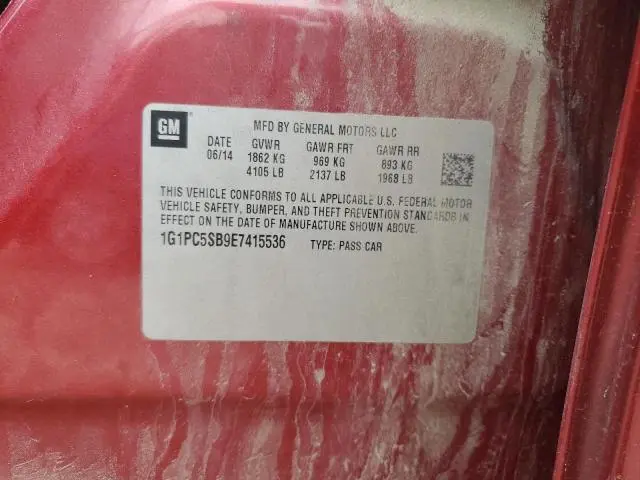 GM
MFD BY GENERAL MOTORS LLC
DATE GVWR GAWR FRT GAWR RR
06/14 1862 KG 969 KG 893 KG
4105 LB 2137 LB 1968 LB
THIS VEHICLE CONFORMS TO ALL APPLICABLE U.S. FEDERAL MOTOR
VEHICLE SAFETY, BUMPER, AND THEFT PREVENTION STANDARDS IN
EFFECT ON THE DATE OF MANUFACTURE SHOWN ABOVE.
1G1PC5SB9E7415536 TYPE: PASS CAR